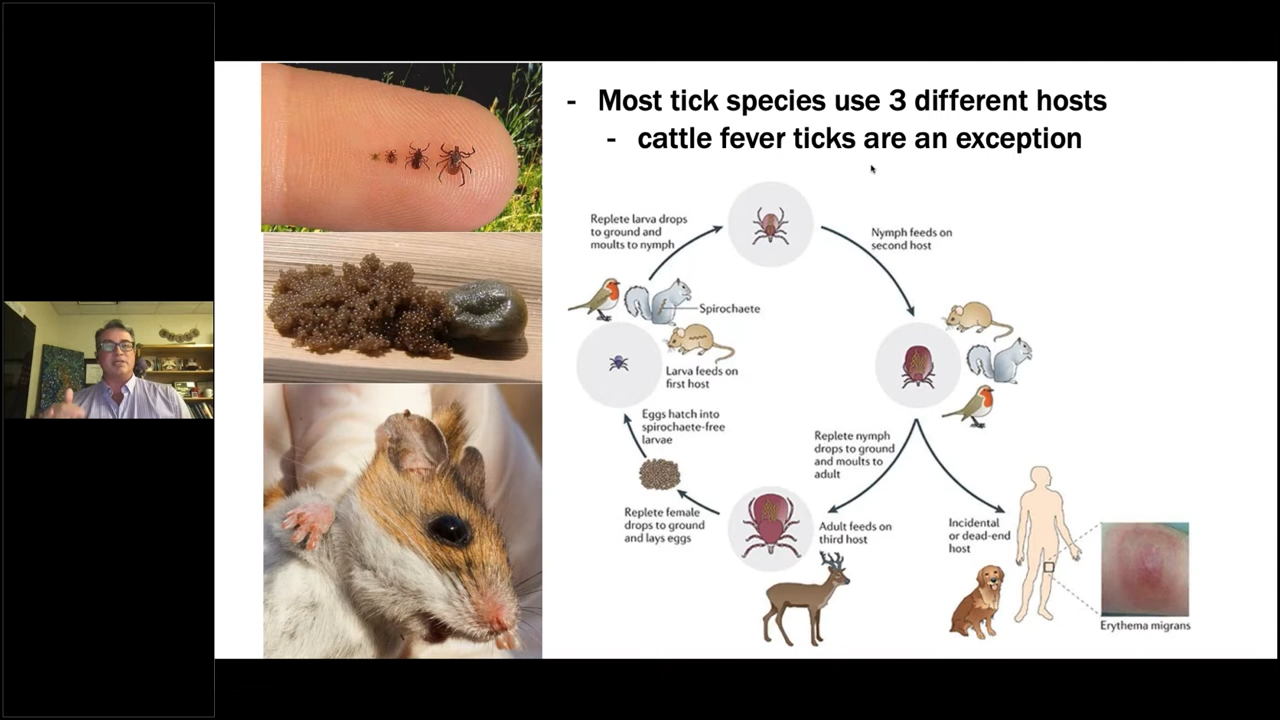 - Most tick species use 3 different hosts
- cattle fever ticks are an exception
Replete larva drops
to ground and
moults to nymph
Nymph feeds on
second host
Spirochaete
Larva feeds on
first host
Eggs hatch into
spirochaete-free
larvae
Replete nymph
drops to ground
and moults to
adult
Replete female
drops to ground
and lays eggs
Adult feeds on
third host
Incidental
or dead-end
host
Erythema migrans